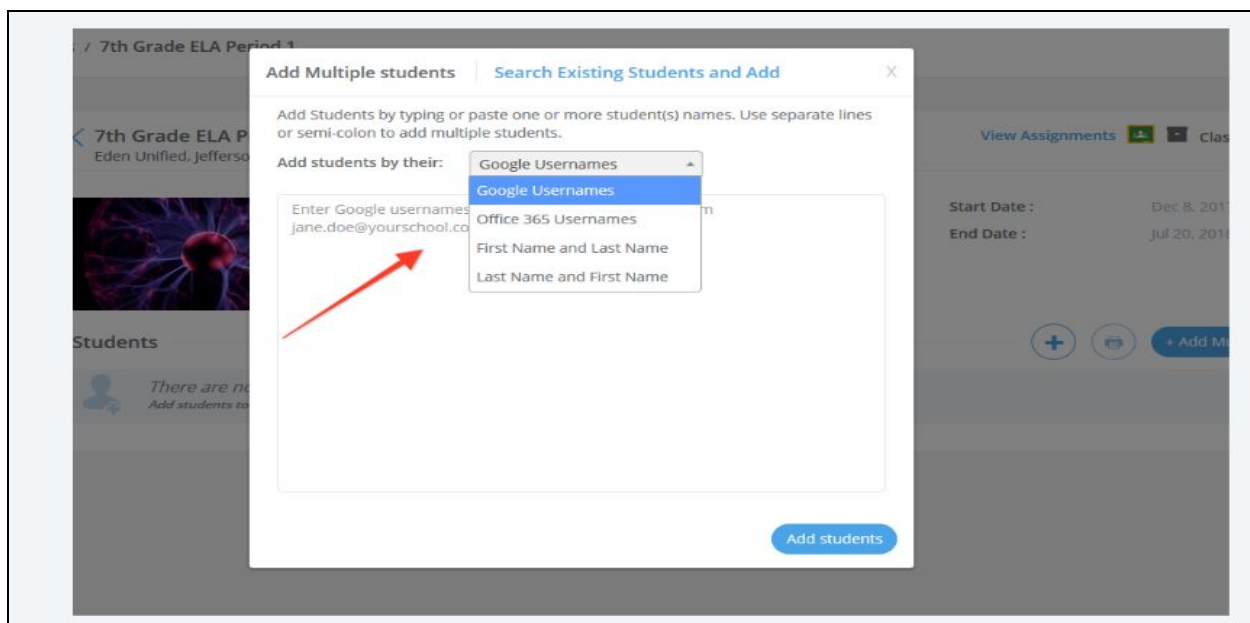 / 7th Grade ELA Period 1
Add Multiple students Search Existing Students and Add X
Add Students by typing or paste one or more student(s) names. Use separate lines
or semi-colon to add multiple students.
7th Grade ELA P
Eden Unified, Jefferso
View Assignments Clas
Add students by their: Google Usernames
Google Usernames
Office 365 Usernames
First Name and Last Name
Last Name and First Name
Enter Google usernames
jane.doe@yourschool.co
Start Date : Dec 8, 201
End Date : Jul 20, 2018
Students
+ Add M
There are no
Add students to
Add students